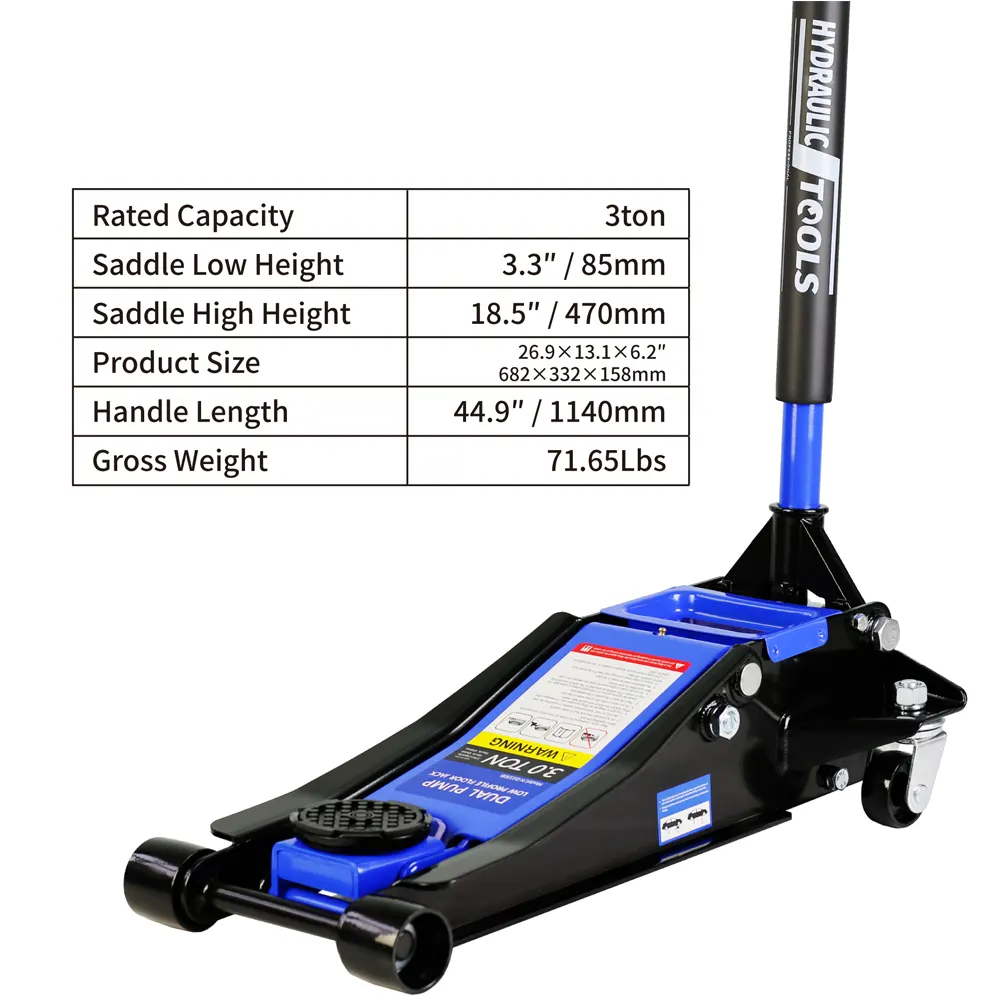 HYDRAULIC TOOLS
PROFESSIONAL
Rated Capacity 3ton
Saddle Low Height 3.3" / 85mm
Saddle High Height 18.5" / 470mm
Product Size 26.9×13.1×6.2"
682×332×158mm
Handle Length 44.9" / 1140mm
Gross Weight 71.65Lbs
WARNING
3.0 TON
LOW PROFILE FLOOR JACK
DUAL PUMP